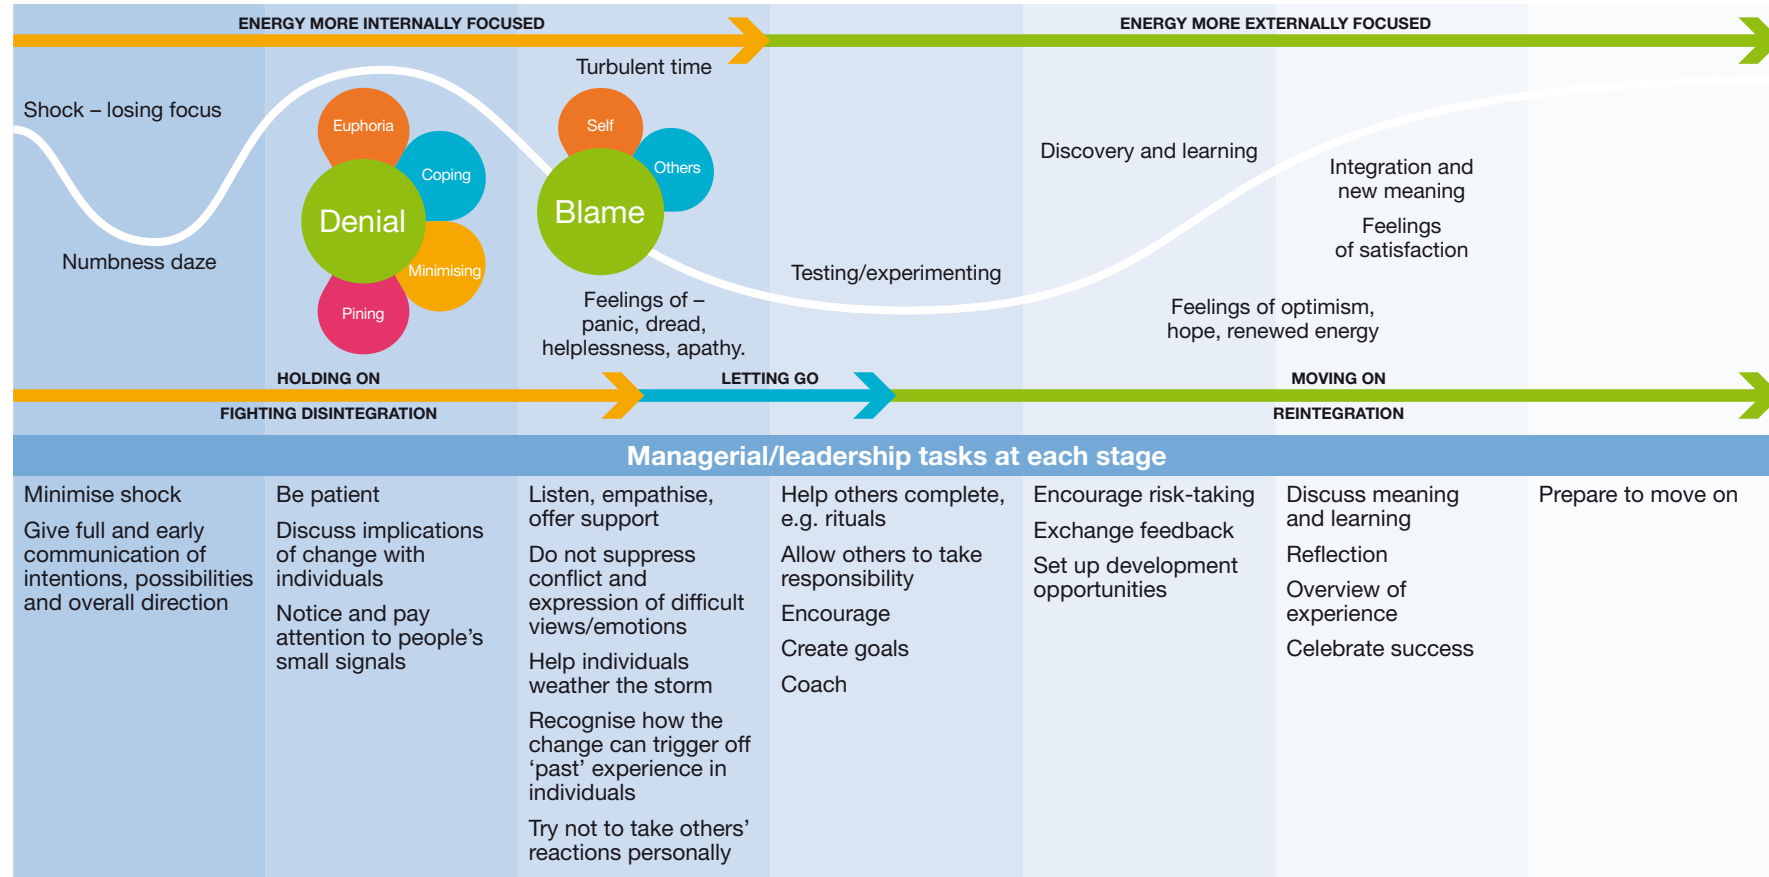 ENERGY MORE INTERNALLY FOCUSED
ENERGY MORE EXTERNALLY FOCUSED
Shock – losing focus
Numbness daze
Euphoria
Coping
Denial
Minimising
Pining
Turbulent time
Self
Others
Blame
Feelings of –
panic, dread,
helplessness, apathy.
Testing/experimenting
Discovery and learning
Feelings of optimism,
hope, renewed energy
Integration and
new meaning
Feelings
of satisfaction
HOLDING ON
LETTING GO
MOVING ON
FIGHTING DISINTEGRATION
REINTEGRATION
Managerial/leadership tasks at each stage
Minimise shock
Give full and early
communication of
intentions, possibilities
and overall direction
Be patient
Discuss implications
of change with
individuals
Notice and pay
attention to people’s
small signals
Listen, empathise,
offer support
Do not suppress
conflict and
expression of difficult
views/emotions
Help individuals
weather the storm
Recognise how the
change can trigger off
‘past’ experience in
individuals
Try not to take others’
reactions personally
Help others complete,
e.g. rituals
Allow others to take
responsibility
Encourage
Create goals
Coach
Encourage risk-taking
Exchange feedback
Set up development
opportunities
Discuss meaning
and learning
Reflection
Overview of
experience
Celebrate success
Prepare to move on